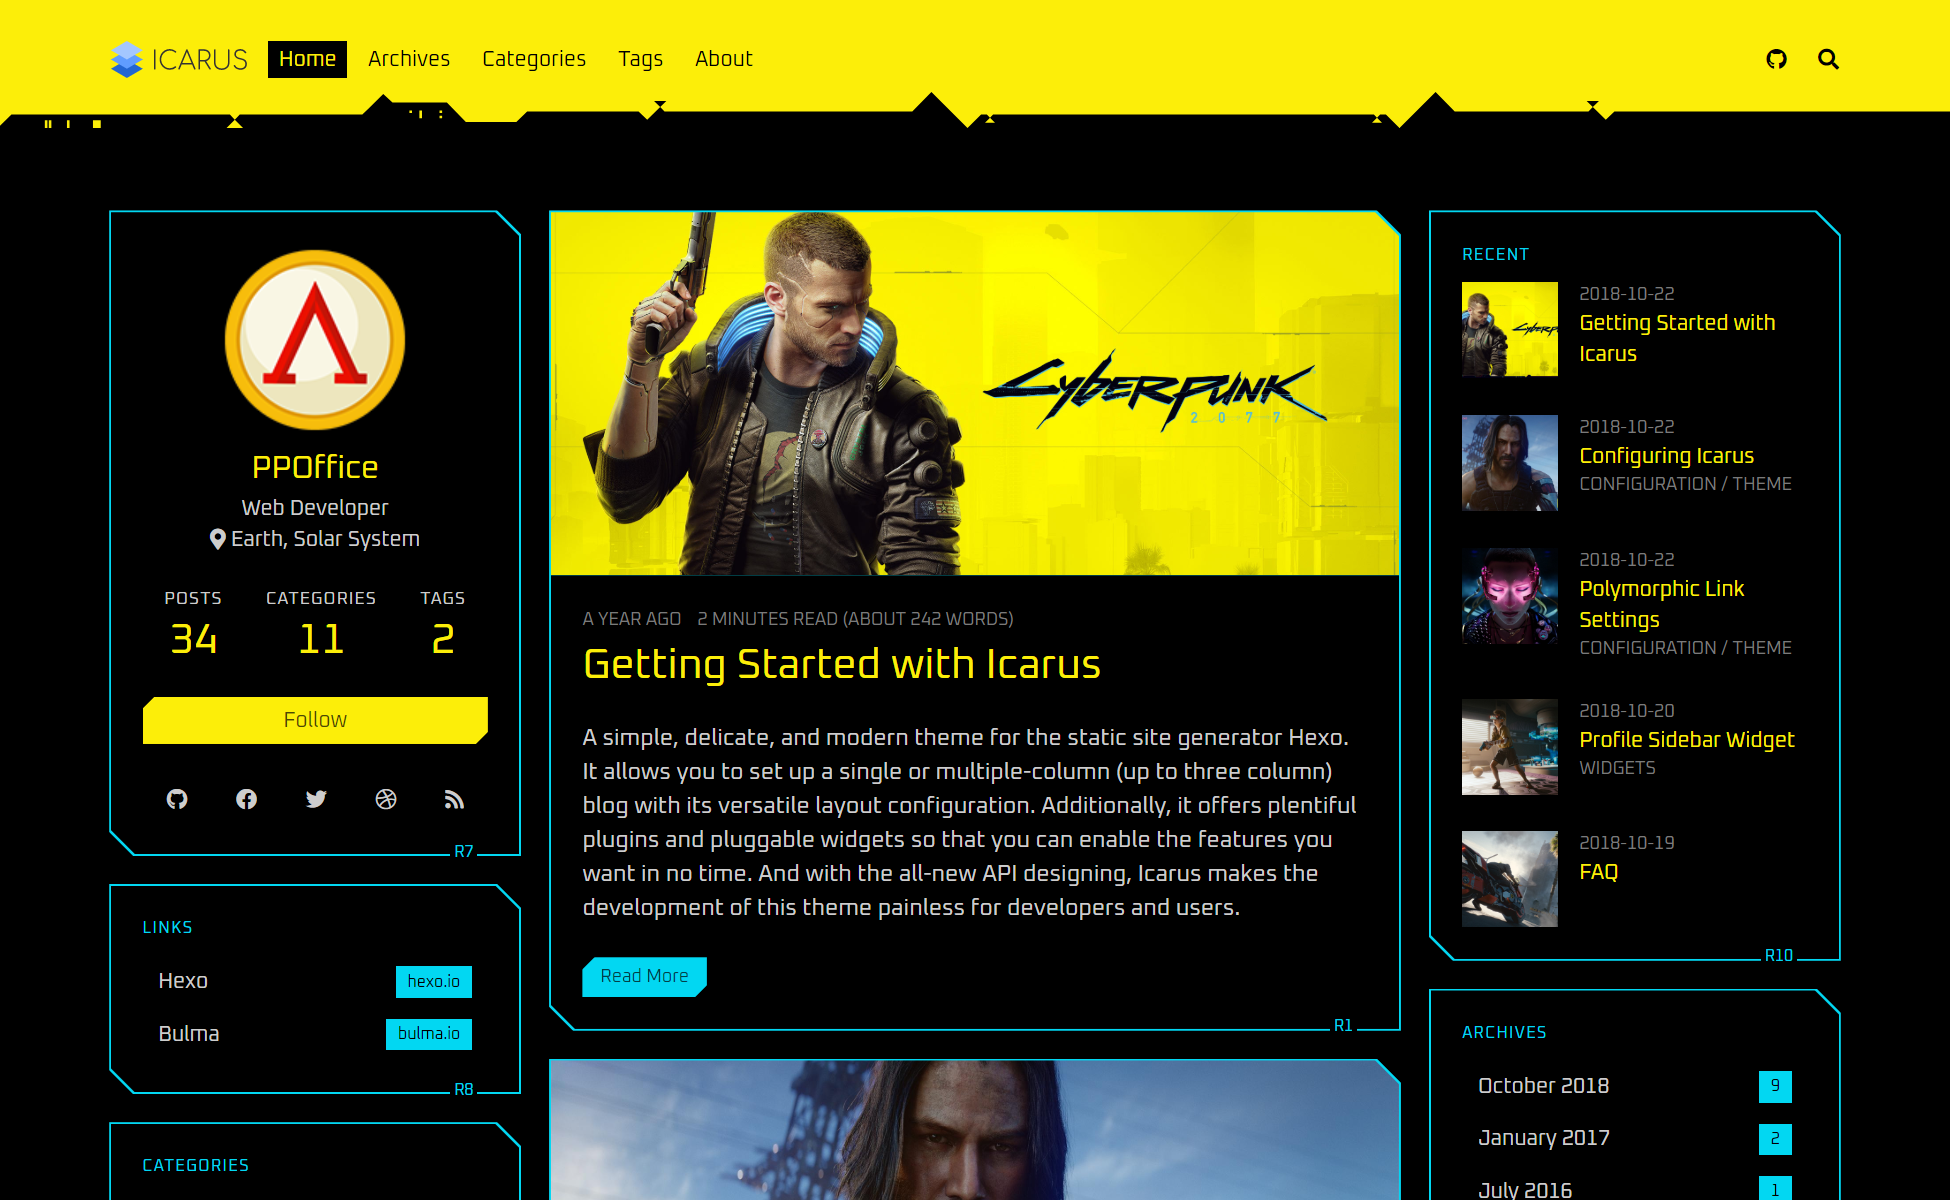 ICARUS
Home
Archives
Categories
Tags
About
PPOffice
Web Developer
Earth, Solar System
POSTS
CATEGORIES
TAGS
34
11
2
Follow
R7
LINKS
Hexo
hexo.io
Bulma
bulma.io
R8
CATEGORIES
CYBERPUNK
2077
A YEAR AGO 2 MINUTES READ (ABOUT 242 WORDS)
Getting Started with Icarus
A simple, delicate, and modern theme for the static site generator Hexo.
It allows you to set up a single or multiple-column (up to three column)
blog with its versatile layout configuration. Additionally, it offers plentiful
plugins and pluggable widgets so that you can enable the features you
want in no time. And with the all-new API designing, Icarus makes the
development of this theme painless for developers and users.
Read More
R1
RECENT
2018-10-22
Getting Started with
Icarus
2018-10-22
Configuring Icarus
CONFIGURATION / THEME
2018-10-22
Polymorphic Link
Settings
CONFIGURATION / THEME
2018-10-20
Profile Sidebar Widget
WIDGETS
2018-10-19
FAQ
R10
ARCHIVES
October 2018
9
January 2017
2
July 2016
1